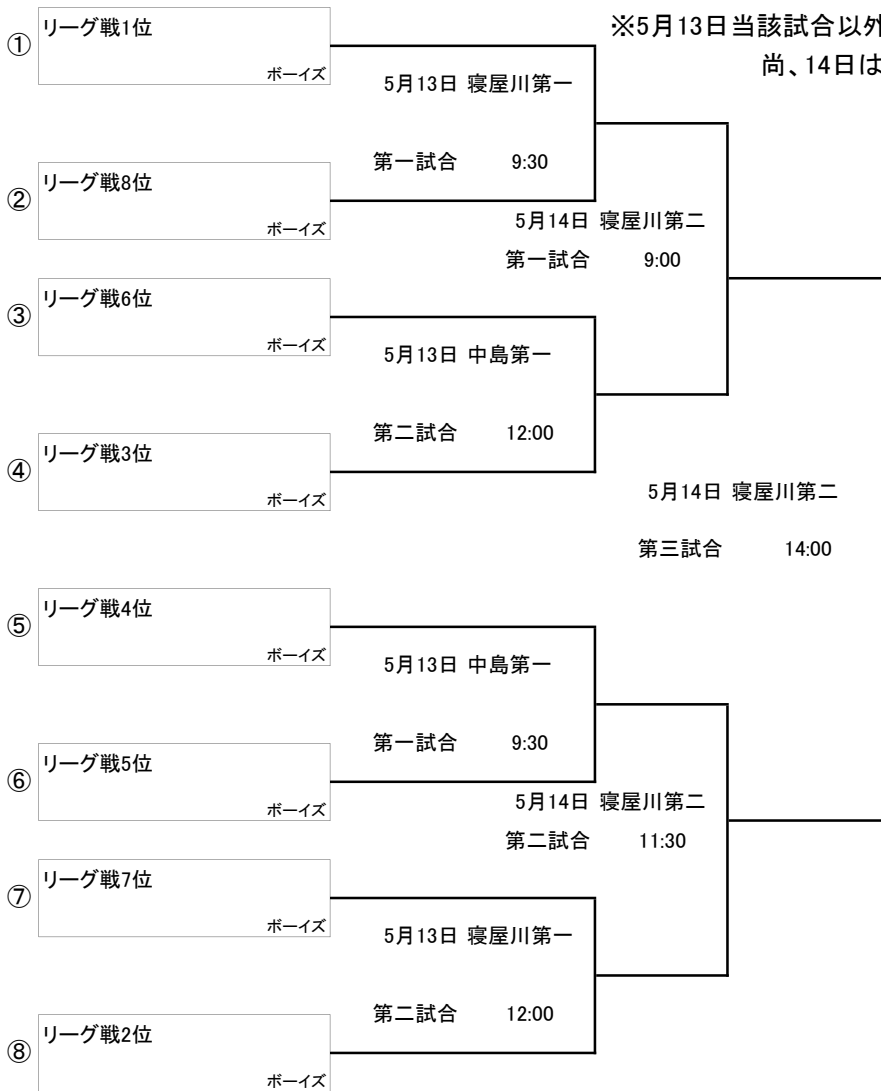 ※5月13日当該試合以外
尚、14日は
①
リーグ戦1位
ボーイズ
5月13日 寝屋川第一
第一試合 9:30
②
リーグ戦8位
ボーイズ
5月14日 寝屋川第二
第一試合 9:00
③
リーグ戦6位
ボーイズ
5月13日 中島第一
第二試合 12:00
④
リーグ戦3位
ボーイズ
5月14日 寝屋川第二
第三試合 14:00
⑤
リーグ戦4位
ボーイズ
5月13日 中島第一
第一試合 9:30
⑥
リーグ戦5位
ボーイズ
5月14日 寝屋川第二
第二試合 11:30
⑦
リーグ戦7位
ボーイズ
5月13日 寝屋川第一
第二試合 12:00
⑧
リーグ戦2位
ボーイズ